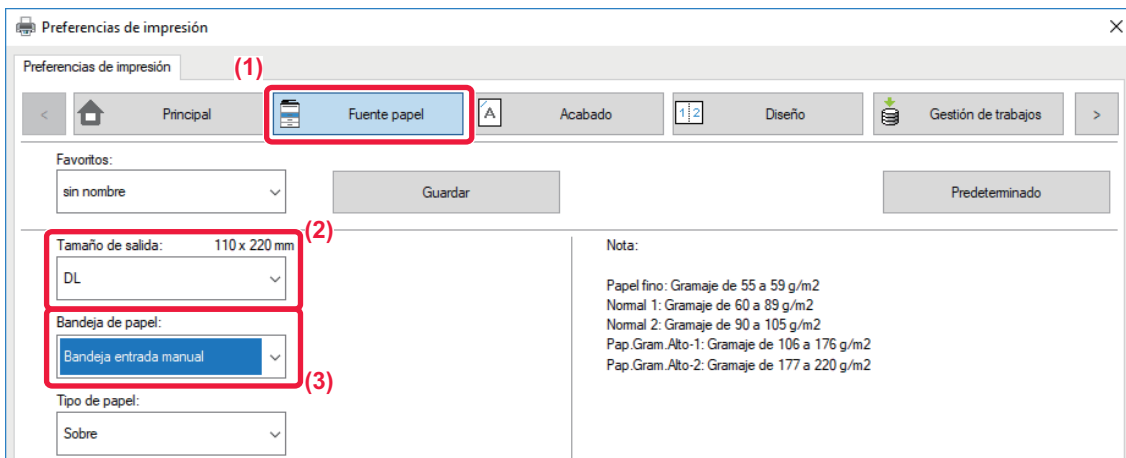 Preferencias de impresión
Preferencias de impresión
(1)
< Principal Fuente papel A Acabado 1 2 Diseño Gestión de trabajos >
Favoritos:
sin nombre Guardar Predeterminado
(2)
Tamaño de salida: 110 x 220 mm
DL
Bandeja de papel:
Bandeja entrada manual
(3)
Tipo de papel:
Sobre
Nota:
Papel fino: Gramaje de 55 a 59 g/m2
Normal 1: Gramaje de 60 a 89 g/m2
Normal 2: Gramaje de 90 a 105 g/m2
Pap.Gram.Alto-1: Gramaje de 106 a 176 g/m2
Pap.Gram.Alto-2: Gramaje de 177 a 220 g/m2